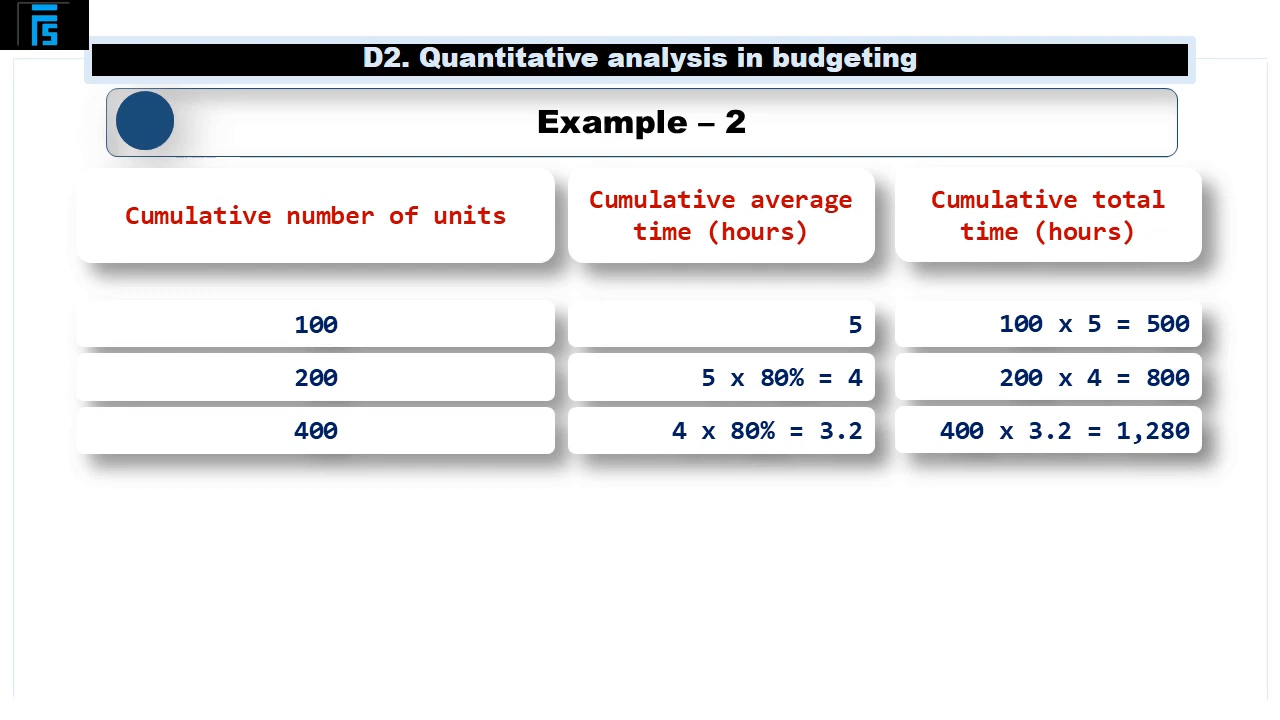 D2. Quantitative analysis in budgeting
Example – 2
Cumulative number of units
Cumulative average
time (hours)
Cumulative total
time (hours)
100
5
100 x 5 = 500
200
5 x 80% = 4
200 x 4 = 800
400
4 x 80% = 3.2
400 x 3.2 = 1,280